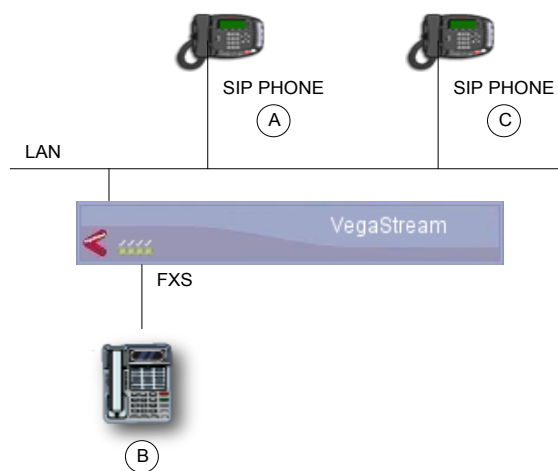 SIP PHONE
A
SIP PHONE
C
LAN
VegaStream
FXS
B